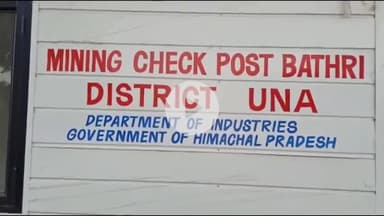 MINING CHECK POST BATHRI
DISTRICT UNA
DEPARTMENT OF INDUSTRIES
GOVERNMENT OF HIMACHAL PRADESH